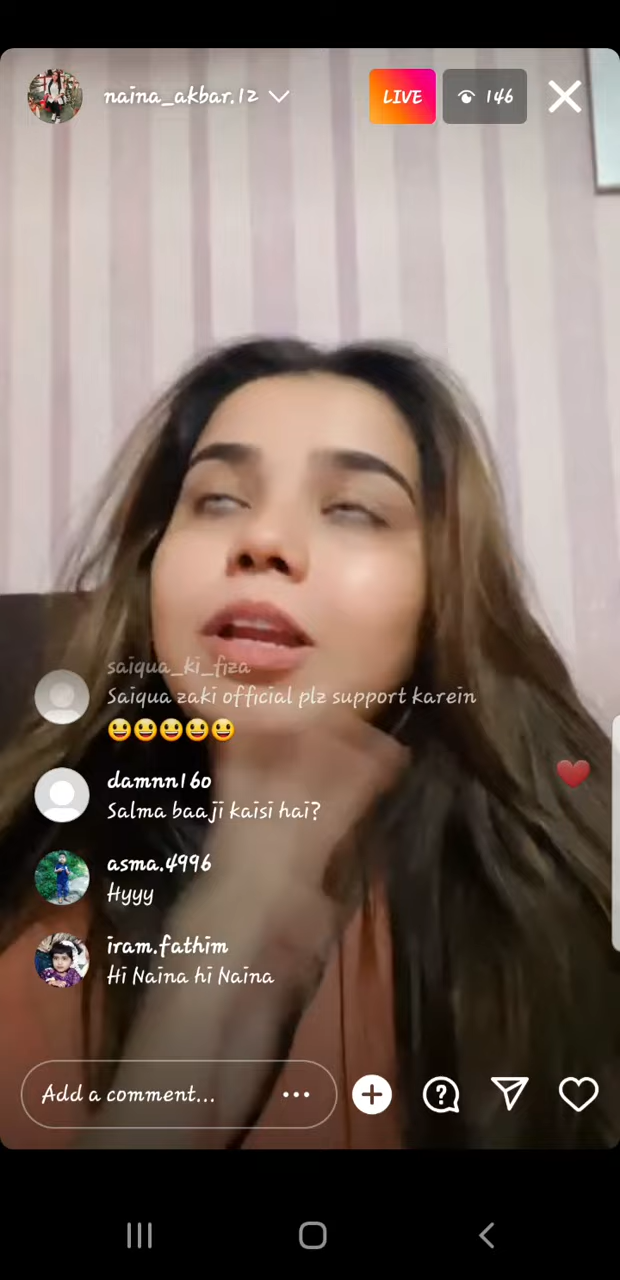 naina_akbar.12
LIVE
146
saiqua_ki_fiza
Saiqua zaki official plz support karein
😀😀😀😀😀
damnn160
Salma baaji kaisi hai?
asma.4996
Hyyy
iram.fathim
Hi Naina hi Naina
Add a comment...